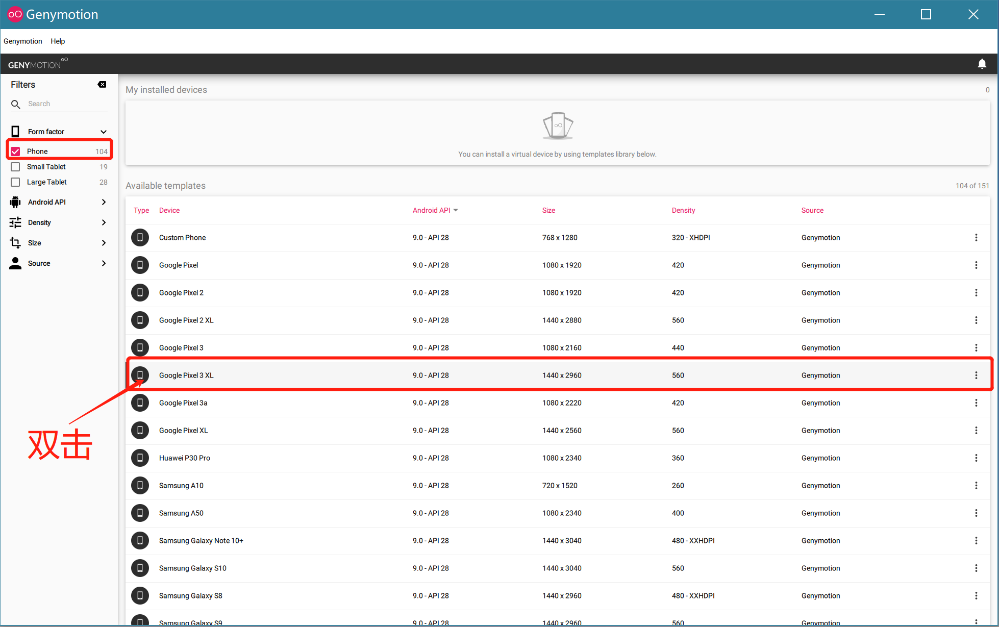 Genymotion
Genymotion Help
GENYMOTION
Filters
Search
Form factor
Phone 104
Small Tablet 19
Large Tablet 28
Android API
Density
Size
Source
My installed devices 0
You can install a virtual device by using templates library below.
Available templates 104 of 151
Type Device Android API Size Density Source
Custom Phone 9.0 - API 28 768 x 1280 320 - XHDPI Genymotion
Google Pixel 9.0 - API 28 1080 x 1920 420 Genymotion
Google Pixel 2 9.0 - API 28 1080 x 1920 420 Genymotion
Google Pixel 2 XL 9.0 - API 28 1440 x 2880 560 Genymotion
Google Pixel 3 9.0 - API 28 1080 x 2160 440 Genymotion
Google Pixel 3 XL 9.0 - API 28 1440 x 2960 560 Genymotion
Google Pixel 3a 9.0 - API 28 1080 x 2220 420 Genymotion
Google Pixel XL 9.0 - API 28 1440 x 2560 560 Genymotion
Huawei P30 Pro 9.0 - API 28 1080 x 2340 360 Genymotion
Samsung A10 9.0 - API 28 720 x 1520 260 Genymotion
Samsung A50 9.0 - API 28 1080 x 2340 400 Genymotion
Samsung Galaxy Note 10+ 9.0 - API 28 1440 x 3040 480 - XXHDPI Genymotion
Samsung Galaxy S10 9.0 - API 28 1440 x 3040 560 Genymotion
Samsung Galaxy S8 9.0 - API 28 1440 x 2960 480 - XXHDPI Genymotion
Samsung Galaxy S9 9.0 - API 28 1440 x 2960 560 Genymotion
双击